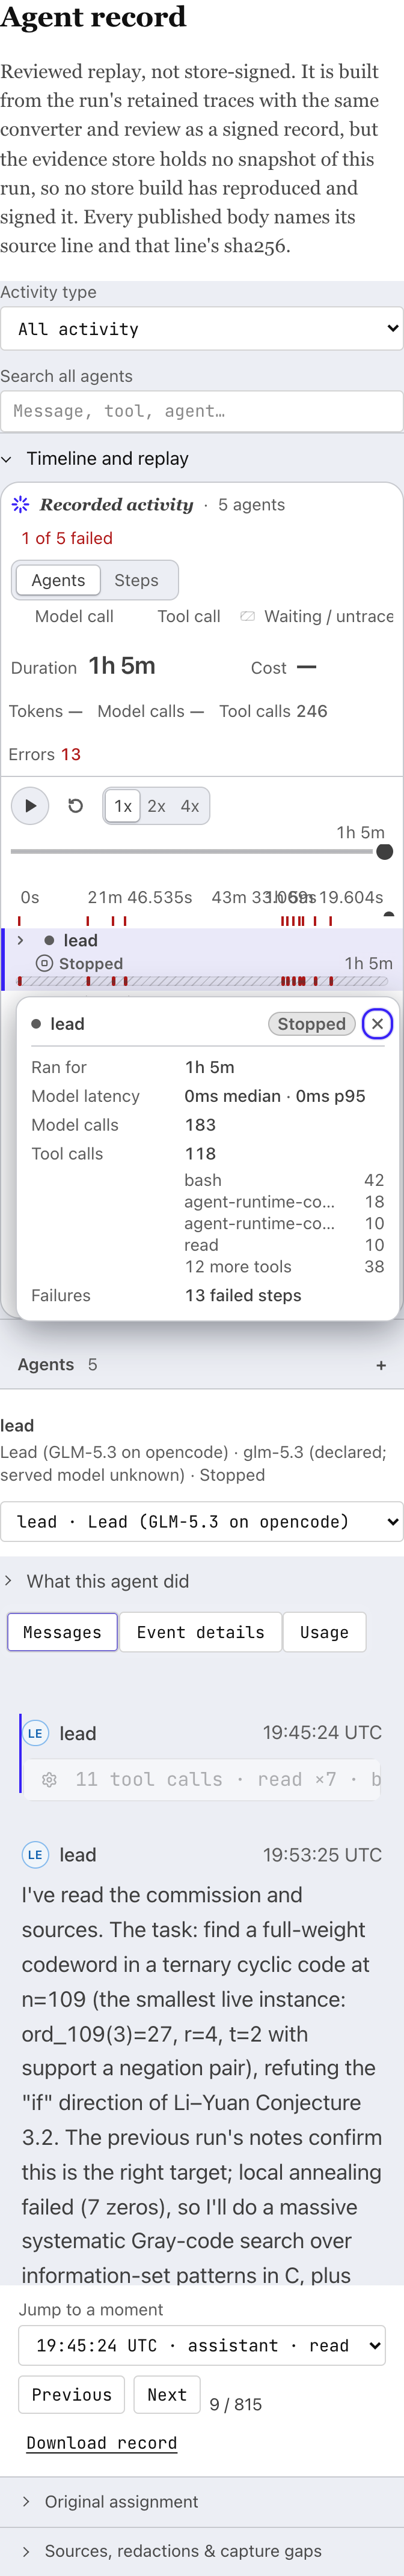 Agent record
Reviewed replay, not store-signed. It is built
from the run's retained traces with the same
converter and review as a signed record, but
the evidence store holds no snapshot of this
run, so no store build has reproduced and
signed it. Every published body names its
source line and that line's sha256.
Activity type
All activity
Search all agents
Message, tool, agent…
Timeline and replay
Recorded activity · 5 agents
1 of 5 failed
Agents Steps
Model call Tool call Waiting / untrace
Duration 1h 5m Cost —
Tokens — Model calls — Tool calls 246
Errors 13
1x 2x 4x
1h 5m
0s 21m 46.535s 43m 33.069s 1h 5m 19.604s
lead
Stopped 1h 5m
lead Stopped
Ran for 1h 5m
Model latency 0ms median · 0ms p95
Model calls 183
Tool calls 118
bash 42
agent-runtime-co... 18
agent-runtime-co... 10
read 10
12 more tools 38
Failures 13 failed steps
Agents 5 +
lead
Lead (GLM-5.3 on opencode) · glm-5.3 (declared;
served model unknown) · Stopped
lead · Lead (GLM-5.3 on opencode)
What this agent did
Messages Event details Usage
LE lead 19:45:24 UTC
11 tool calls · read ×7 · b
LE lead 19:53:25 UTC
I've read the commission and
sources. The task: find a full-weight
codeword in a ternary cyclic code at
n=109 (the smallest live instance:
ord_109(3)=27, r=4, t=2 with
support a negation pair), refuting the
"if" direction of Li–Yuan Conjecture
3.2. The previous run's notes confirm
this is the right target; local annealing
failed (7 zeros), so I'll do a massive
systematic Gray-code search over
information-set patterns in C, plus
Jump to a moment
19:45:24 UTC · assistant · read
Previous Next 9 / 815
Download record
Original assignment
Sources, redactions & capture gaps